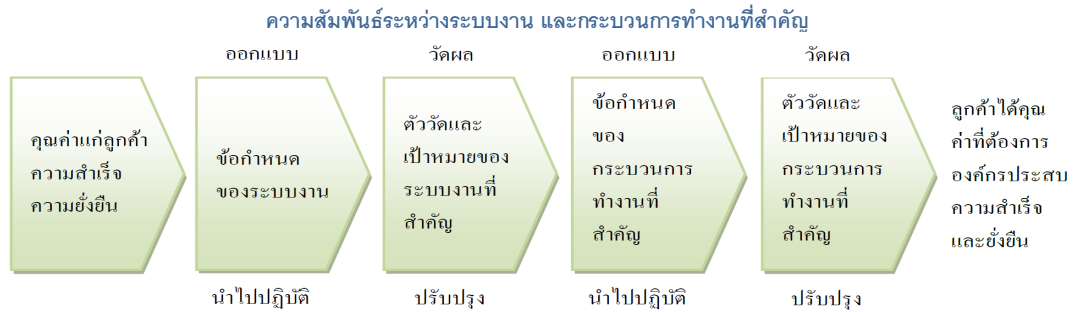 ความสัมพันธ์ระหว่างระบบงาน และกระบวนการทำงานที่สำคัญ
ออกแบบ
วัดผล
ออกแบบ
วัดผล
คุณค่าแก่ลูกค้า
ความสำเร็จ
ความยั่งยืน
ข้อกำหนด
ของระบบงาน
ตัววัดและ
เป้าหมายของ
ระบบงานที่
สำคัญ
ข้อกำหนด
ของ
กระบวนการ
ทำงานที่
สำคัญ
ตัววัดและ
เป้าหมายของ
กระบวนการ
ทำงานที่
สำคัญ
ลูกค้าได้คุณ
ค่าที่ต้องการ
องค์กรประสบ
ความสำเร็จ
และยั่งยืน
นำไปปฏิบัติ
ปรับปรุง
นำไปปฏิบัติ
ปรับปรุง